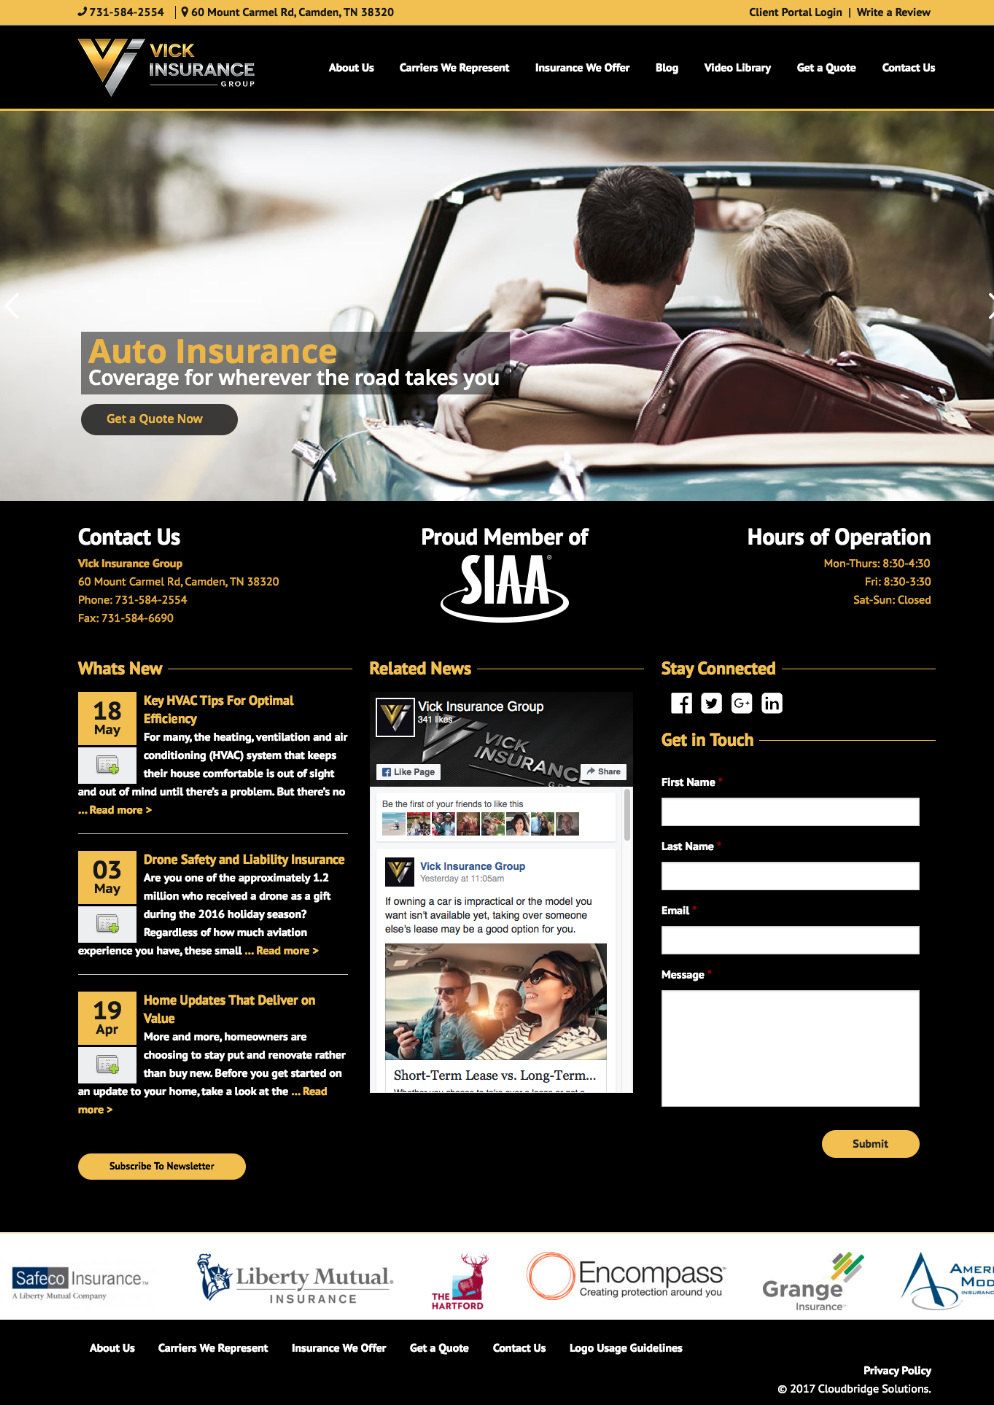 731-584-2554 | 60 Mount Carmel Rd, Camden, TN 38320
Client Portal Login | Write a Review
VICK
INSURANCE
GROUP
About Us
Carriers We Represent
Insurance We Offer
Blog
Video Library
Get a Quote
Contact Us
Auto Insurance
Coverage for wherever the road takes you
Get a Quote Now
Contact Us
Vick Insurance Group
60 Mount Carmel Rd, Camden, TN 38320
Phone: 731-584-2554
Fax: 731-584-6690
Proud Member of
SIAA®
Hours of Operation
Mon-Thurs: 8:30-4:30
Fri: 8:30-3:30
Sat-Sun: Closed
Whats New
18
May
Key HVAC Tips For Optimal
Efficiency
For many, the heating, ventilation and air
conditioning (HVAC) system that keeps
their house comfortable is out of sight
and out of mind until there's a problem. But there's no
... Read more >
03
May
Drone Safety and Liability Insurance
Are you one of the approximately 1.2
million who received a drone as a gift
during the 2016 holiday season?
Regardless of how much aviation
experience you have, these small ... Read more >
19
Apr
Home Updates That Deliver on
Value
More and more, homeowners are
choosing to stay put and renovate rather
than buy new. Before you get started on
an update to your home, take a look at the ... Read
more >
Subscribe To Newsletter
Related News
Vick Insurance Group
341 likes
VICK
INSURANCE
Like Page
Share
Be the first of your friends to like this
Vick Insurance Group
Yesterday at 11:05am
If owning a car is impractical or the model you
want isn't available yet, taking over someone
else's lease may be a good option for you.
Short-Term Lease vs. Long-Term...
Whether you choose to take over a lease or get a
Stay Connected
G+
in
Get in Touch
First Name *
Last Name *
Email *
Message *
Submit
Safeco Insurance™
A Liberty Mutual Company
Liberty Mutual®
INSURANCE
THE
HARTFORD
Encompass™
Creating protection around you
Grange
Insurance™
AMERI
MOD
INSURANC
About Us
Carriers We Represent
Insurance We Offer
Get a Quote
Contact Us
Logo Usage Guidelines
Privacy Policy
© 2017 Cloudbridge Solutions.